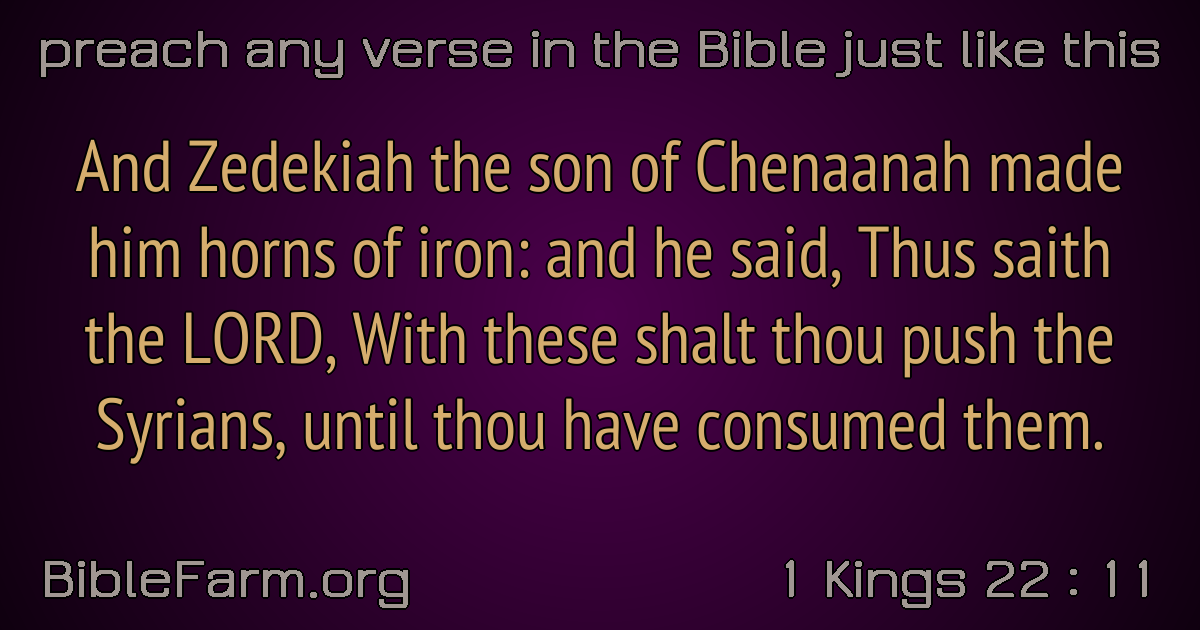 preach any verse in the Bible just like this
And Zedekiah the son of Chenaanah made
him horns of iron: and he said, Thus saith
the LORD, With these shalt thou push the
Syrians, until thou have consumed them.
BibleFarm.org
1 Kings 22 : 11